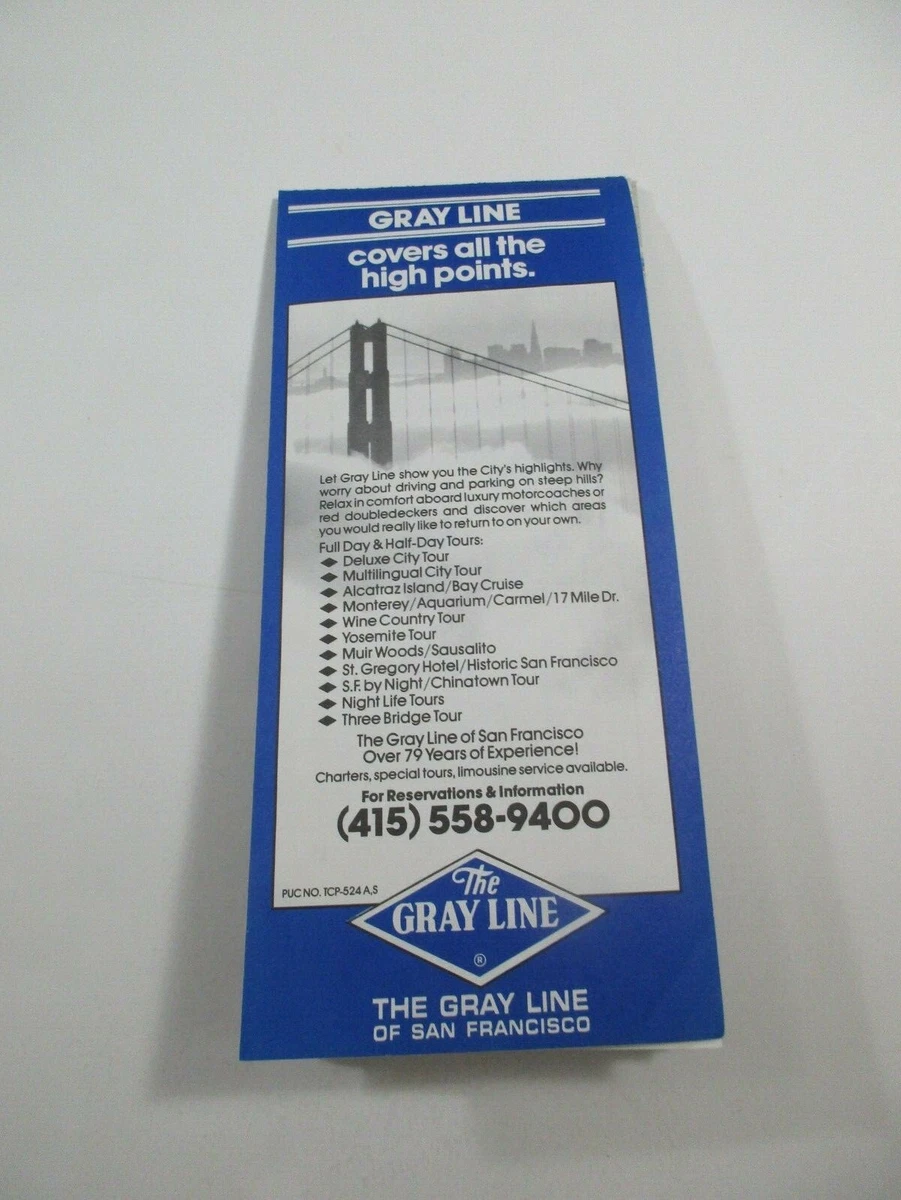 GRAY LINE
covers all the
high points.
Let Gray Line show you the City's highlights. Why
worry about driving and parking on steep hills?
Relax in comfort aboard luxury motorcoaches or
red doubledeckers and discover which areas
you would really like to return to on your own.
Full Day & Half-Day Tours:
◆ Deluxe City Tour
◆ Multilingual City Tour
◆ Alcatraz Island/Bay Cruise
◆ Monterey/Aquarium/Carmel/17 Mile Dr.
◆ Wine Country Tour
◆ Yosemite Tour
◆ Muir Woods/Sausalito
◆ St. Gregory Hotel/Historic San Francisco
◆ S.F. by Night/Chinatown Tour
◆ Night Life Tours
◆ Three Bridge Tour
The Gray Line of San Francisco
Over 79 Years of Experience!
Charters, special tours, limousine service available.
For Reservations & Information
(415) 558-9400
PUC NO. TCP-524 A,S
The
GRAY LINE
®
THE GRAY LINE
OF SAN FRANCISCO